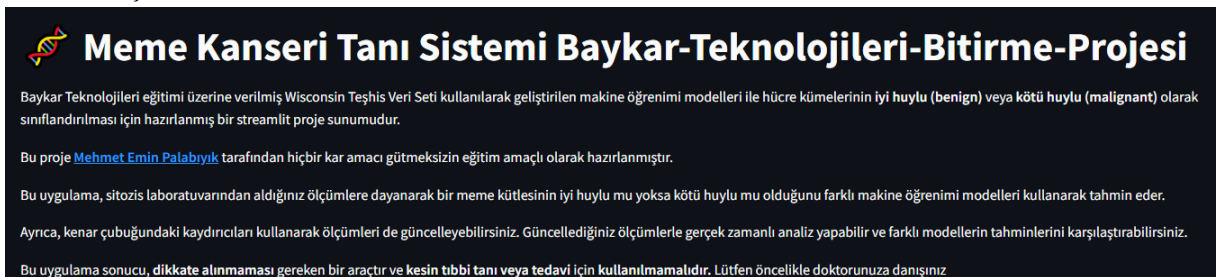 Meme Kanseri Tanı Sistemi Baykar-Teknolojileri-Bitirme-Projesi
Baykar Teknolojileri eğitimi üzerine verilmiş Wisconsin Teşhis Veri Seti kullanılarak geliştirilen makine öğrenimi modelleri ile hücre kümelerinin iyi huylu (benign) veya kötü huylu (malignant) olarak
sınıflandırılması için hazırlanmış bir streamlit proje sunumudur.
Bu proje Mehmet Emin Palabıyık tarafından hiçbir kar amacı gütmeksizin eğitim amaçlı olarak hazırlanmıştır.
Bu uygulama, sitozis laboratuvarından aldığınız ölçümlere dayanarak bir meme kütlesinin iyi huylu mu yoksa kötü huylu mu olduğunu farklı makine öğrenimi modelleri kullanarak tahmin eder.
Ayrıca, kenar çubuğundaki kaydırıcıları kullanarak ölçümleri de güncelleyebilirsiniz. Güncellediğiniz ölçümlerle gerçek zamanlı analiz yapabilir ve farklı modellerin tahminlerini karşılaştırabilirsiniz.
Bu uygulama sonucu, dikkate alınmaması gereken bir araçtır ve kesin tıbbi tanı veya tedavi için kullanılmamalıdır. Lütfen öncelikle doktorunuza danışınız